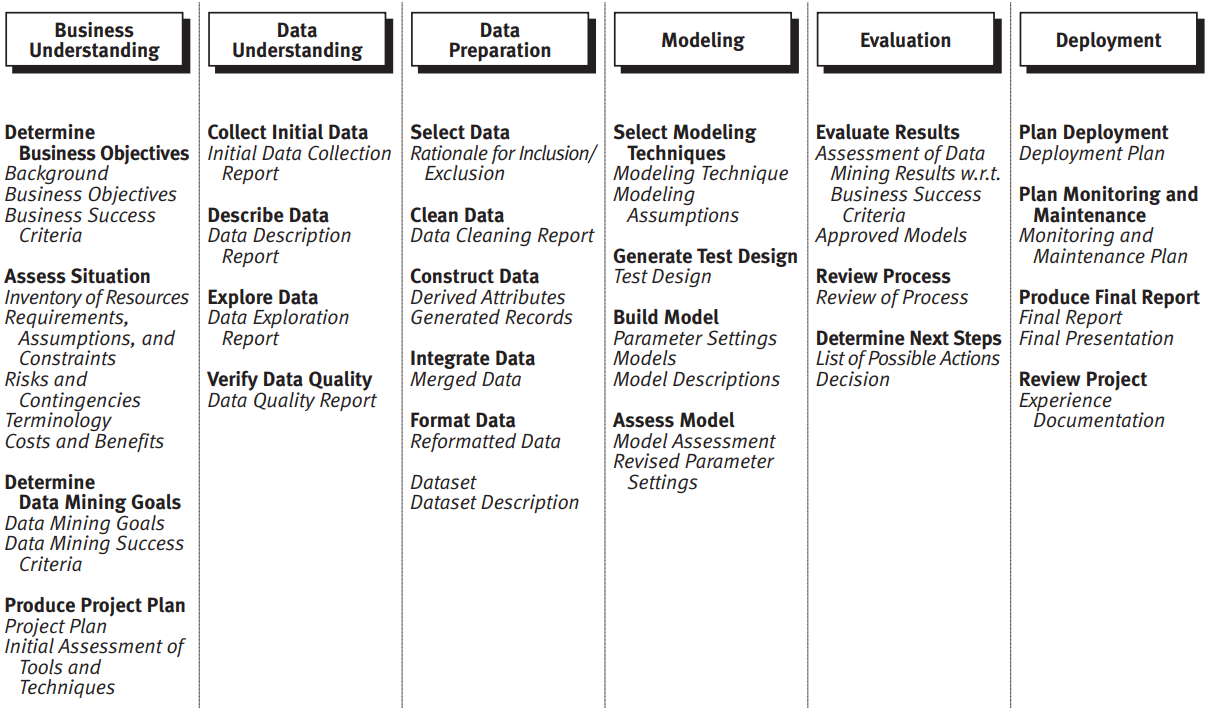 Business
Understanding
Data
Understanding
Data
Preparation
Modeling
Evaluation
Deployment
Determine
Business Objectives
Background
Business Objectives
Business Success
Criteria
Assess Situation
Inventory of Resources
Requirements,
Assumptions, and
Constraints
Risks and
Contingencies
Terminology
Costs and Benefits
Determine
Data Mining Goals
Data Mining Goals
Data Mining Success
Criteria
Produce Project Plan
Project Plan
Initial Assessment of
Tools and
Techniques
Collect Initial Data
Initial Data Collection
Report
Describe Data
Data Description
Report
Explore Data
Data Exploration
Report
Verify Data Quality
Data Quality Report
Select Data
Rationale for Inclusion/
Exclusion
Clean Data
Data Cleaning Report
Construct Data
Derived Attributes
Generated Records
Integrate Data
Merged Data
Format Data
Reformatted Data
Dataset
Dataset Description
Select Modeling
Techniques
Modeling Technique
Modeling
Assumptions
Generate Test Design
Test Design
Build Model
Parameter Settings
Models
Model Descriptions
Assess Model
Model Assessment
Revised Parameter
Settings
Evaluate Results
Assessment of Data
Mining Results w.r.t.
Business Success
Criteria
Approved Models
Review Process
Review of Process
Determine Next Steps
List of Possible Actions
Decision
Plan Deployment
Deployment Plan
Plan Monitoring and
Maintenance
Monitoring and
Maintenance Plan
Produce Final Report
Final Report
Final Presentation
Review Project
Experience
Documentation